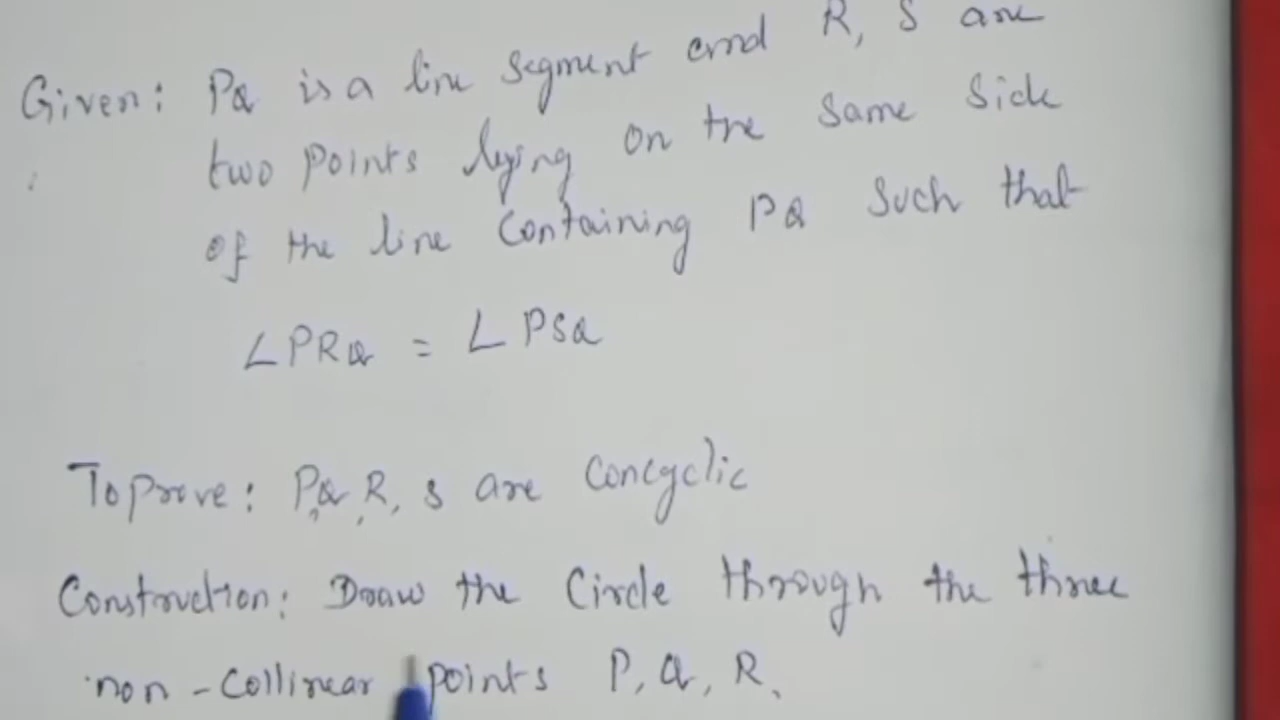 Given: PQ is a line segment and R, S are
two points lying on the same side
of the line containing PQ such that
∠PRQ = ∠PSQ
To prove: P,Q,R, S are concyclic
Construction: Draw the circle through the three
non-collinear points P, Q, R,